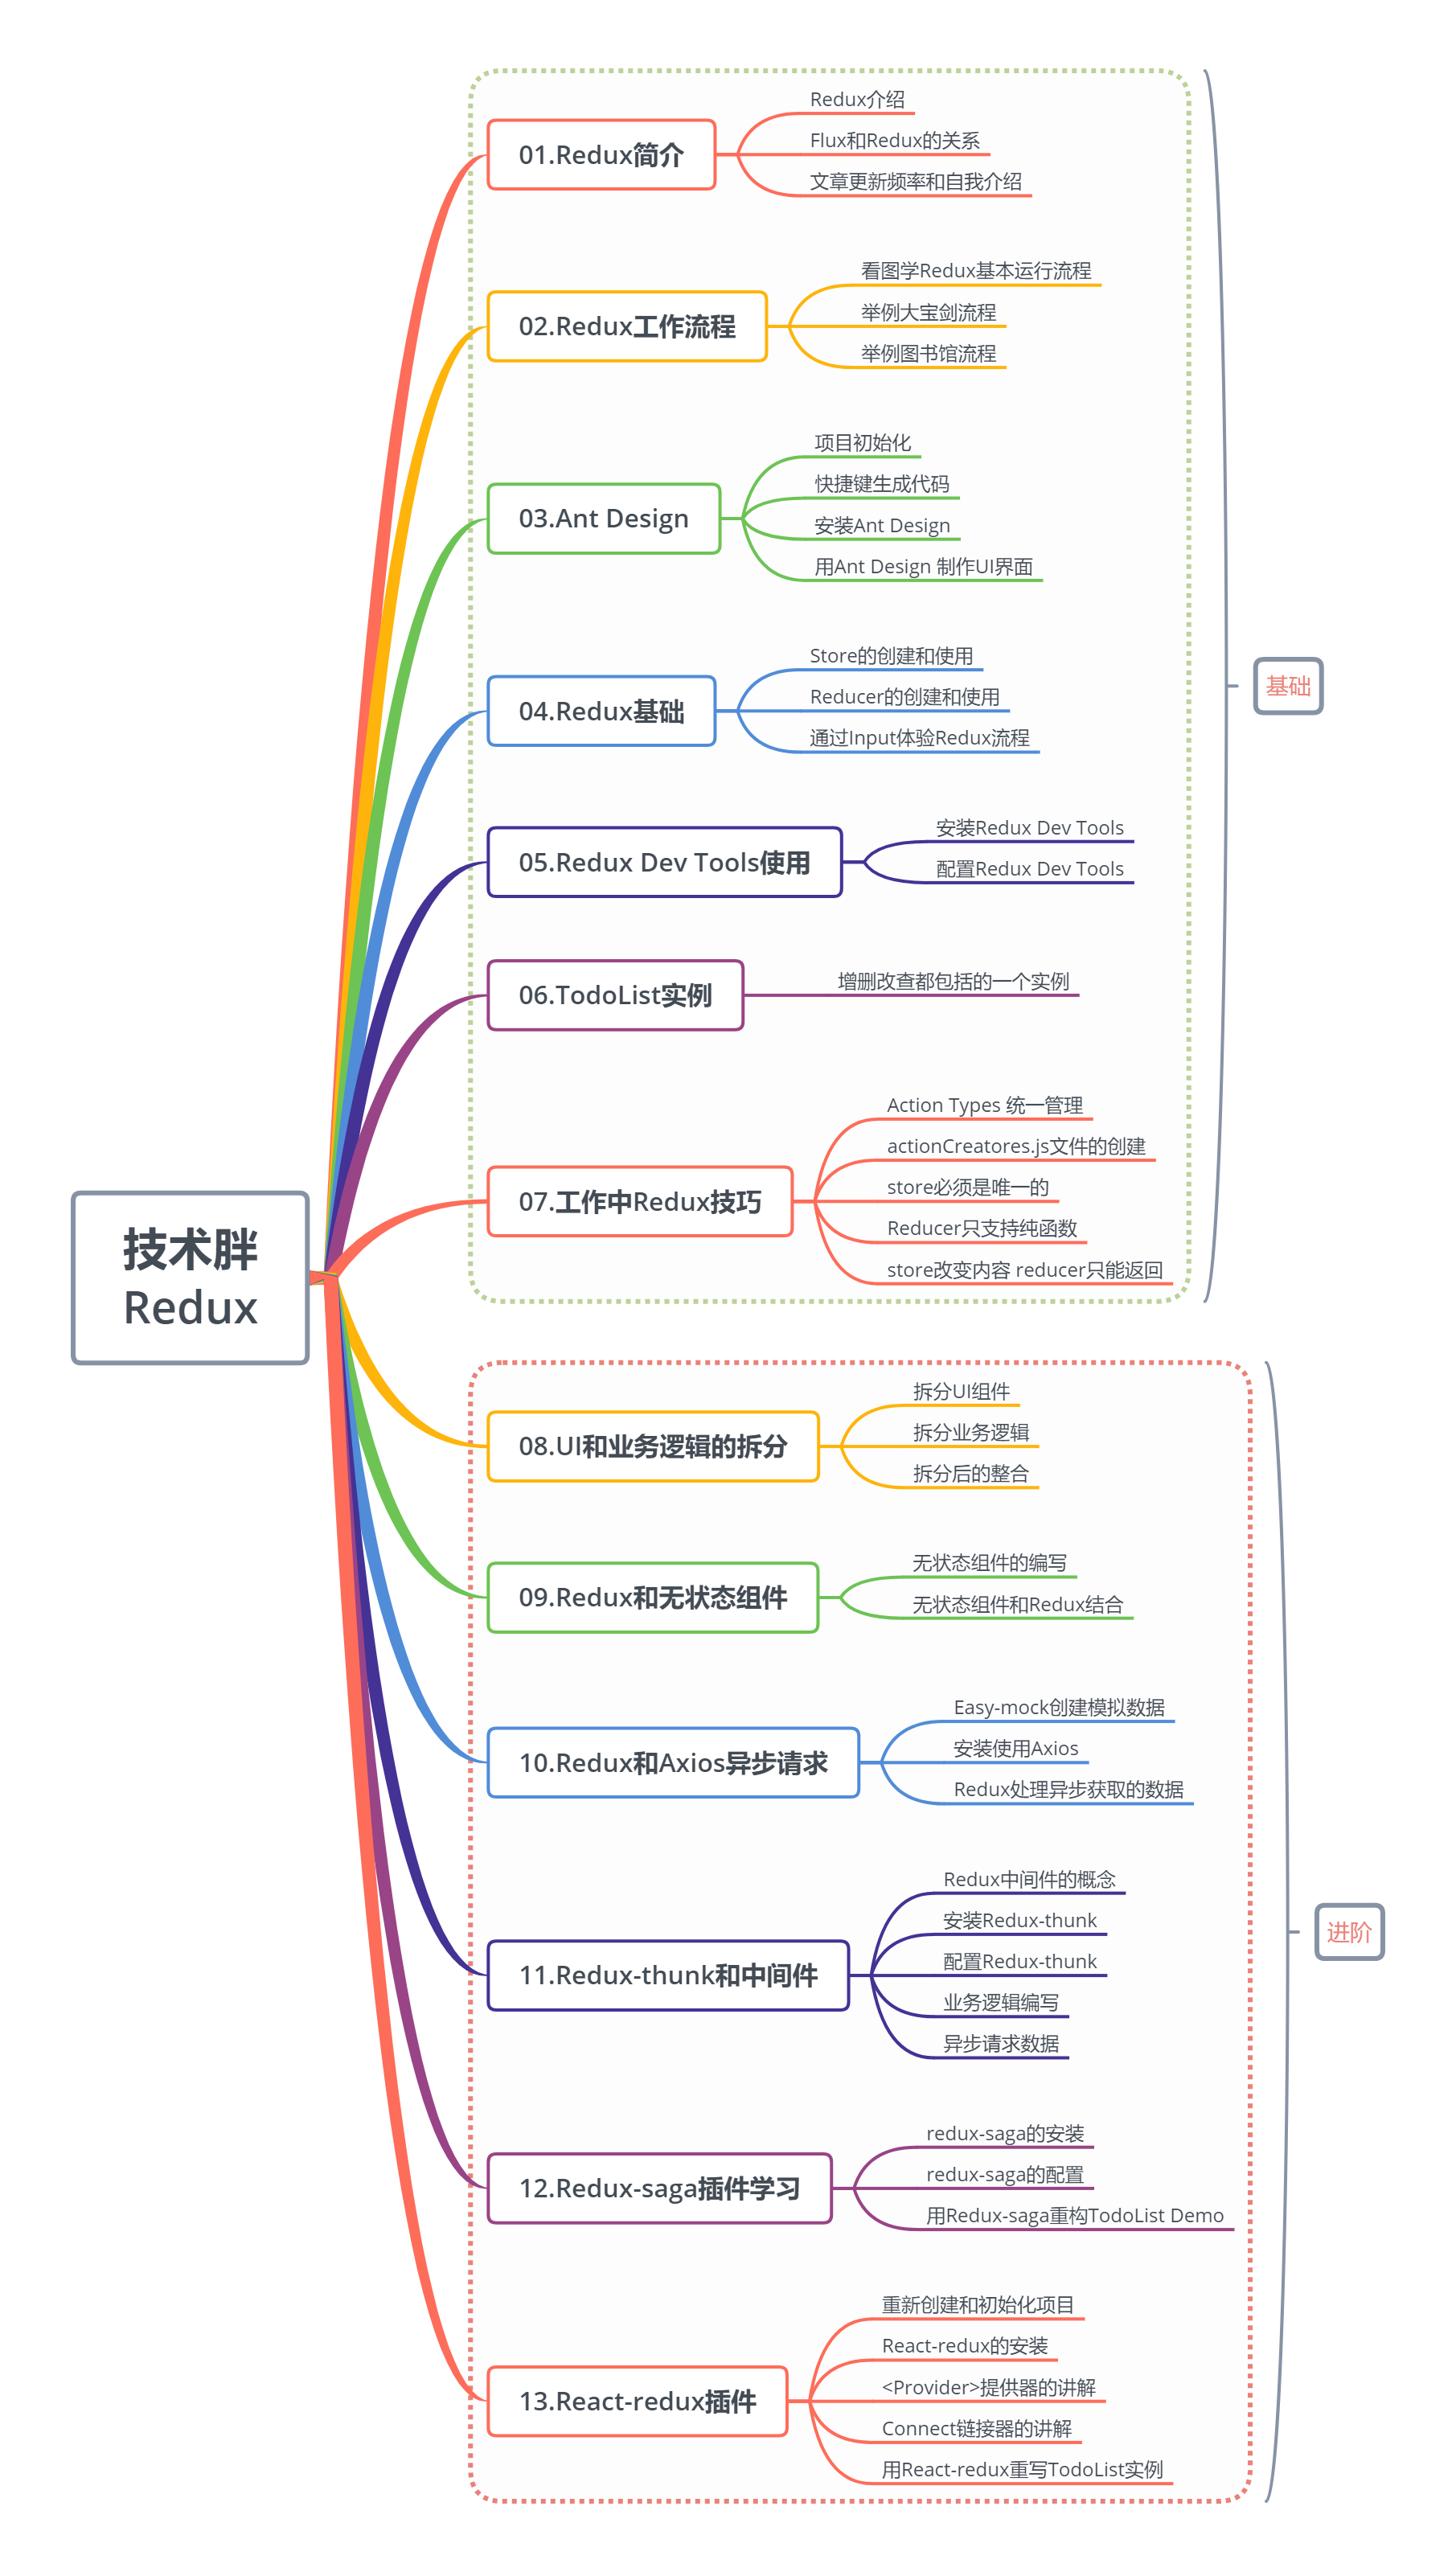 技术胖
Redux
01.Redux简介
Redux介绍
Flux和Redux的关系
文章更新频率和自我介绍
02.Redux工作流程
看图学Redux基本运行流程
举例大宝剑流程
举例图书馆流程
03.Ant Design
项目初始化
快捷键生成代码
安装Ant Design
用Ant Design 制作UI界面
04.Redux基础
Store的创建和使用
Reducer的创建和使用
通过Input体验Redux流程
05.Redux Dev Tools使用
安装Redux Dev Tools
配置Redux Dev Tools
06.TodoList实例
增删改查都包括的一个实例
07.工作中Redux技巧
Action Types 统一管理
actionCreatores.js文件的创建
store必须是唯一的
Reducer只支持纯函数
store改变内容 reducer只能返回
基础
08.UI和业务逻辑的拆分
拆分UI组件
拆分业务逻辑
拆分后的整合
09.Redux和无状态组件
无状态组件的编写
无状态组件和Redux结合
10.Redux和Axios异步请求
Easy-mock创建模拟数据
安装使用Axios
Redux处理异步获取的数据
11.Redux-thunk和中间件
Redux中间件的概念
安装Redux-thunk
配置Redux-thunk
业务逻辑编写
异步请求数据
12.Redux-saga插件学习
redux-saga的安装
redux-saga的配置
用Redux-saga重构TodoList Demo
13.React-redux插件
重新创建和初始化项目
React-redux的安装
<Provider>提供器的讲解
Connect链接器的讲解
用React-redux重写TodoList实例
进阶